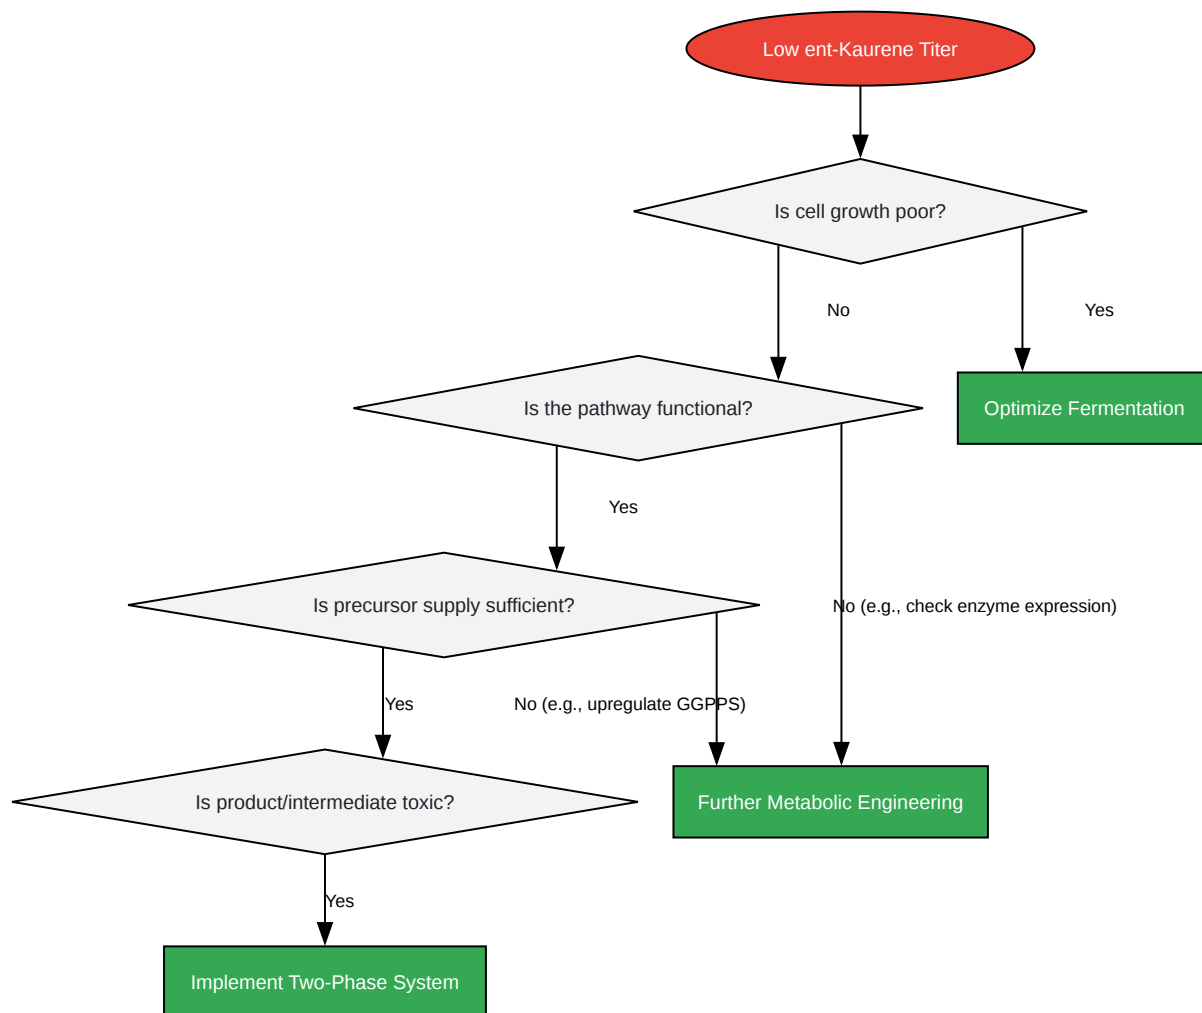 Low ent-Kaurene Titer
Is cell growth poor?
No
Yes
Is the pathway functional?
Optimize Fermentation
Yes
Is precursor supply sufficient?
No (e.g., check enzyme expression)
Yes
No (e.g., upregulate GGPPS)
Is product/intermediate toxic?
Further Metabolic Engineering
Yes
Implement Two-Phase System